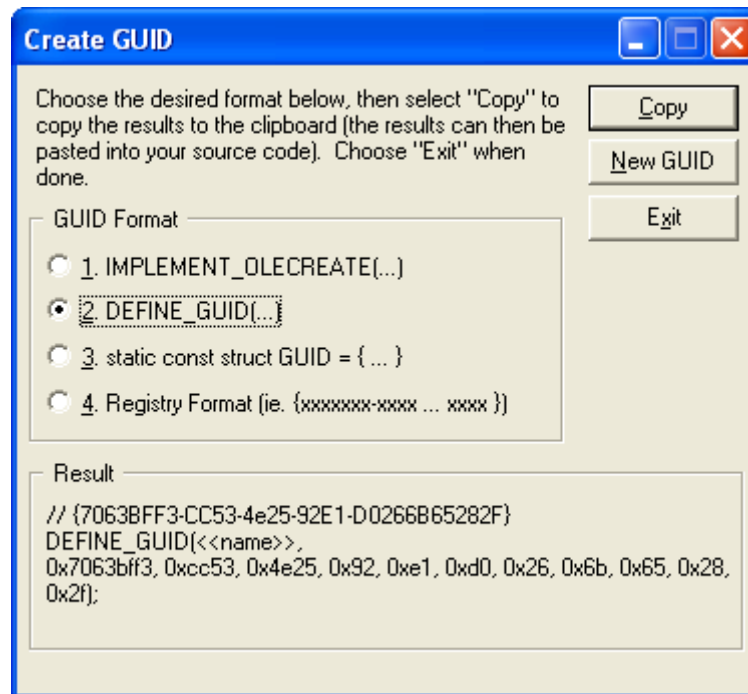 Create GUID
Choose the desired format below, then select "Copy" to
copy the results to the clipboard (the results can then be
pasted into your source code).  Choose "Exit" when
done.
Copy
New GUID
Exit
GUID Format
1. IMPLEMENT_OLECREATE(...)
2. DEFINE_GUID(...)
3. static const struct GUID = { ... }
4. Registry Format (ie. {xxxxxxx-xxxx ... xxxx })
Result
// {7063BFF3-CC53-4e25-92E1-D0266B65282F}
DEFINE_GUID(<<name>>,
0x7063bff3, 0xcc53, 0x4e25, 0x92, 0xe1, 0xd0, 0x26, 0x6b, 0x65, 0x28,
0x2f);